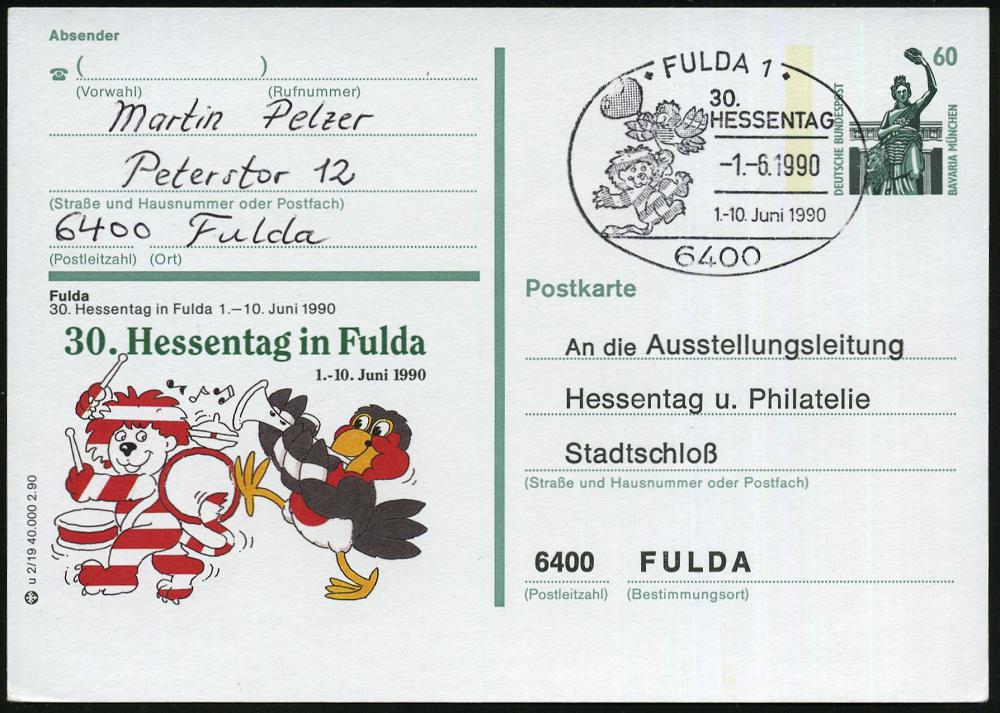 Absender
☎ ( )
(Vorwahl) (Rufnummer)
Martin Pelzer
Peterstor 12
(Straße und Hausnummer oder Postfach)
6400 Fulda
(Postleitzahl) (Ort)
Fulda
30. Hessentag in Fulda 1.–10. Juni 1990
30. Hessentag in Fulda
1.-10. Juni 1990
u 2/19 40.000 2.90
FULDA 1
30.
HESSENTAG
-1.-6.1990
1.-10. Juni 1990
6400
60
DEUTSCHE BUNDESPOST
BAVARIA MÜNCHEN
Postkarte
An die Ausstellungsleitung
Hessentag u. Philatelie
Stadtschloß
(Straße und Hausnummer oder Postfach)
6400 FULDA
(Postleitzahl) (Bestimmungsort)